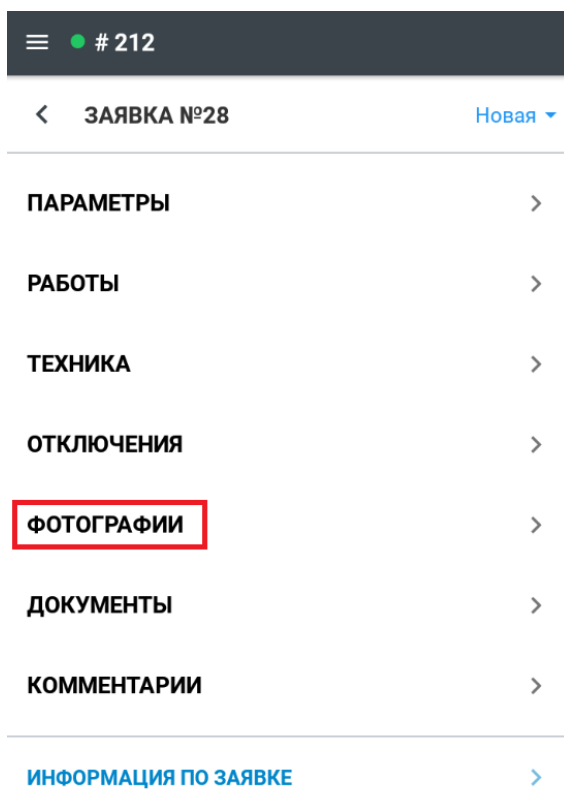 # 212
ЗАЯВКА №28 Новая
ПАРАМЕТРЫ
РАБОТЫ
ТЕХНИКА
ОТКЛЮЧЕНИЯ
ФОТОГРАФИИ
ДОКУМЕНТЫ
КОММЕНТАРИИ
ИНФОРМАЦИЯ ПО ЗАЯВКЕ